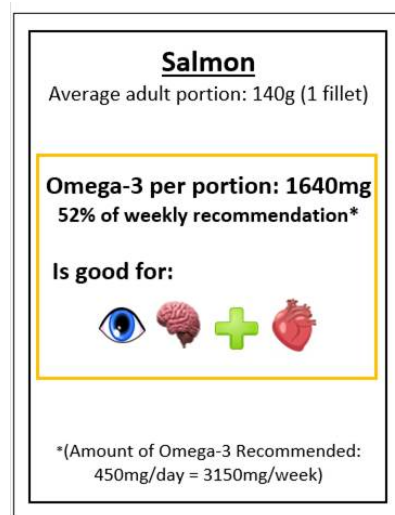 Salmon
Average adult portion: 140g (1 fillet)
Omega-3 per portion: 1640mg
52% of weekly recommendation*
Is good for:
*(Amount of Omega-3 Recommended:
450mg/day = 3150mg/week)